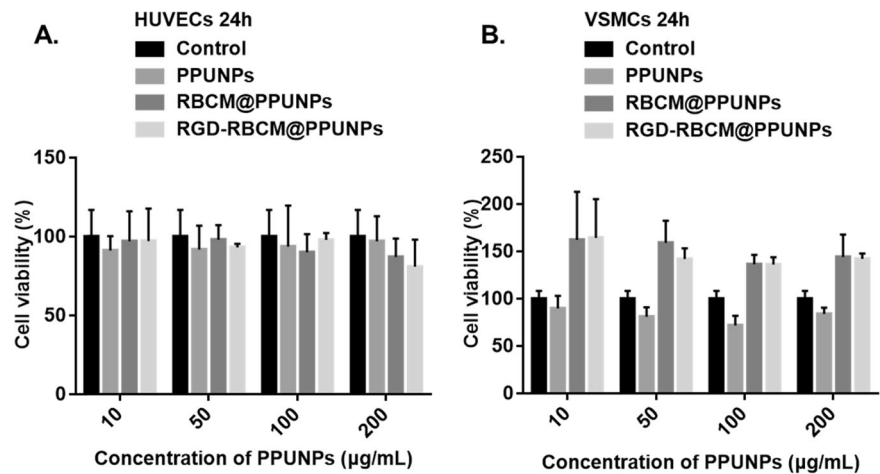 A.
HUVECs 24h
Control
PPUNPs
RBCM@PPUNPs
RGD-RBCM@PPUNPs
Cell viability (%)
150
100
50
0
10
50
100
200
Concentration of PPUNPs (µg/mL)
B.
VSMCs 24h
Control
PPUNPs
RBCM@PPUNPs
RGD-RBCM@PPUNPs
Cell viability (%)
250
200
150
100
50
0
10
50
100
200
Concentration of PPUNPs (µg/mL)